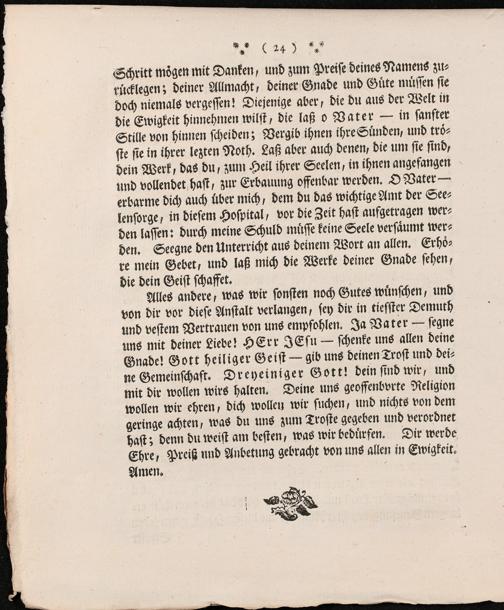 ( 24 )
Schritt mögen mit Danken, und zum Preise deines Namens zu-
rücklegen; deiner Allmacht, deiner Gnade und Güte müssen sie
doch niemals vergessen! Diejenige aber, die du aus der Welt in
die Ewigkeit hinnehmen wilst, die laß o Vater — in sanfter
Stille von hinnen scheiden; Vergib ihnen ihre Sünden, und trö-
ste sie in ihrer lezten Noth. Laß aber auch denen, die um sie sind,
dein Werk, das du, zum Heil ihrer Seelen, in ihnen angefangen
und vollendet hast, zur Erbauung offenbar werden. O Vater —
erbarme dich auch über mich, dem du das wichtige Amt der See-
lensorge, in diesem Hospital, vor die Zeit hast aufgetragen wer-
den lassen: durch meine Schuld müsse keine Seele versäumt wer-
den. Seegne den Unterricht aus deinem Wort an allen. Erhö-
re mein Gebet, und laß mich die Werke deiner Gnade sehen,
die dein Geist schaffet.
Alles andere, was wir sonsten noch Gutes wünschen, und
von dir vor diese Anstalt verlangen, sey dir in tiefster Demuth
und vestem Vertrauen von uns empfohlen. Ja Vater — segne
uns mit deiner Liebe! HErr JEsu — schenke uns allen deine
Gnade! Gott heiliger Geist — gib uns deinen Trost und dei-
ne Gemeinschaft. Dreyeiniger Gott! dein sind wir, und
mit dir wollen wirs halten. Deine uns geoffenbarte Religion
wollen wir ehren, dich wollen wir suchen, und nichts von dem
geringe achten, was du uns zum Troste gegeben und verordnet
hast; denn du weist am besten, was wir bedürfen. Dir werde
Ehre, Preiß und Anbetung gebracht von uns allen in Ewigkeit.
Amen.